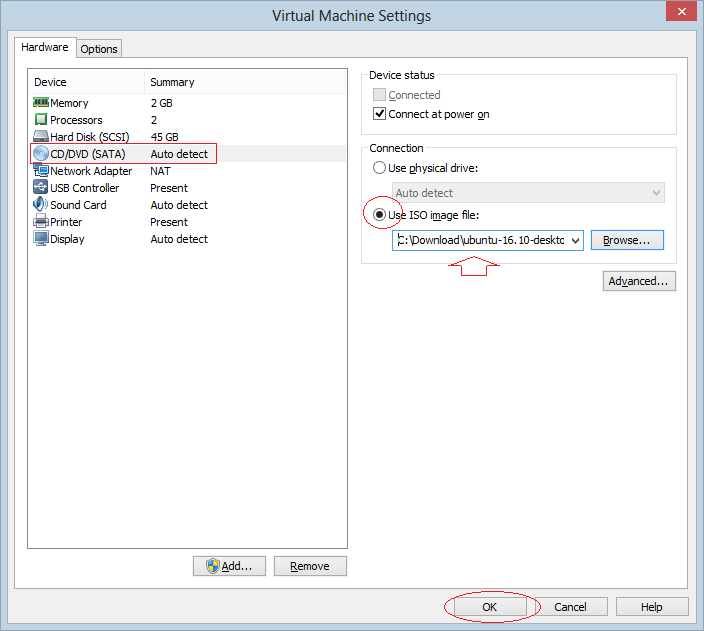 Virtual Machine Settings
Hardware Options
Device Summary
Memory 2 GB
Processors 2
Hard Disk (SCSI) 45 GB
CD/DVD (SATA) Auto detect
Network Adapter NAT
USB Controller Present
Sound Card Auto detect
Printer Present
Display Auto detect
Add... Remove
Device status
Connected
Connect at power on
Connection
Use physical drive:
Auto detect
Use ISO image file:
C:\Download\ubuntu-16.10-deskto Browse...
Advanced...
OK Cancel Help